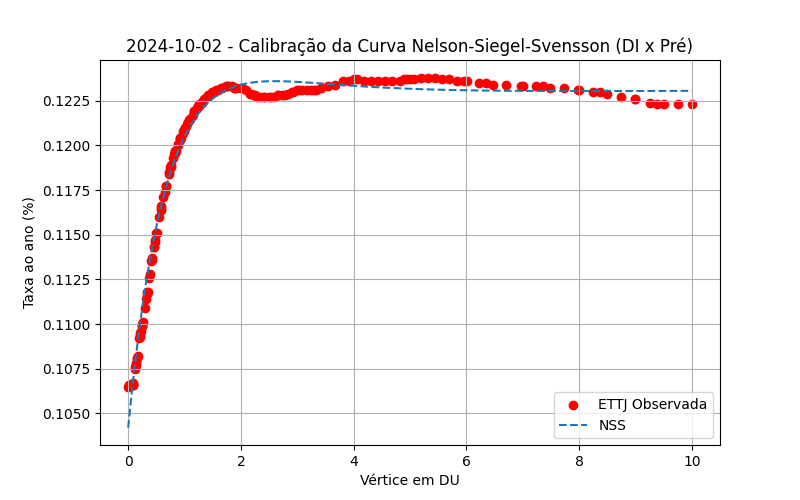 2024-10-02 - Calibração da Curva Nelson-Siegel-Svensson (DI x Pré)
Taxa ao ano (%)
0.1225
0.1200
0.1175
0.1150
0.1125
0.1100
0.1075
0.1050
ETTJ Observada
NSS
0 2 4 6 8 10
Vértice em DU